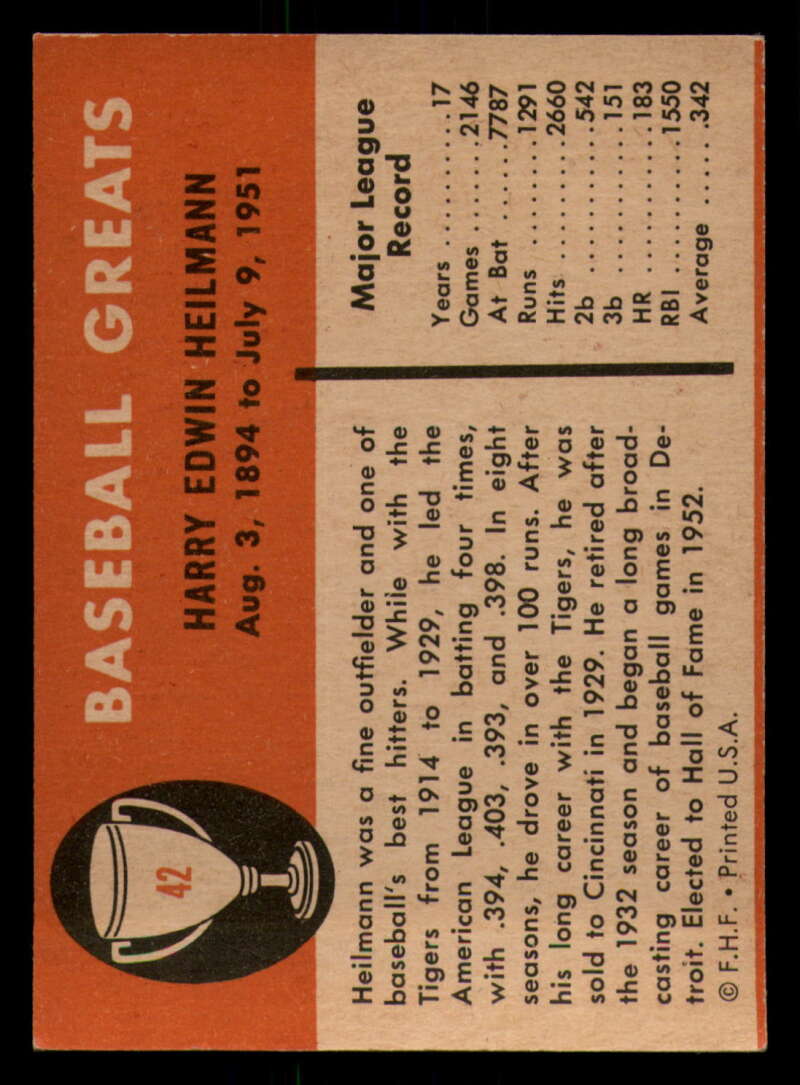 BASEBALL GREATS
HARRY EDWIN HEILMANN
Aug. 3, 1894 to July 9, 1951
42
Heilmann was a fine outfielder and one of
baseball's best hitters. While with the
Tigers from 1914 to 1929, he led the
American League in batting four times,
with .394, .403, .393, and .398. In eight
seasons, he drove in over 100 runs. After
his long career with the Tigers, he was
sold to Cincinnati in 1929. He retired after
the 1932 season and began a long broad-
casting career of baseball games in De-
troit. Elected to Hall of Fame in 1952.
© F.H.F. • Printed U.S.A.
Major League
Record
Years ..........17
Games ........2146
At Bat ......7787
Runs .........1291
Hits ..........2660
2b ............542
3b ............151
HR ............183
RBI ..........1550
Average ......342